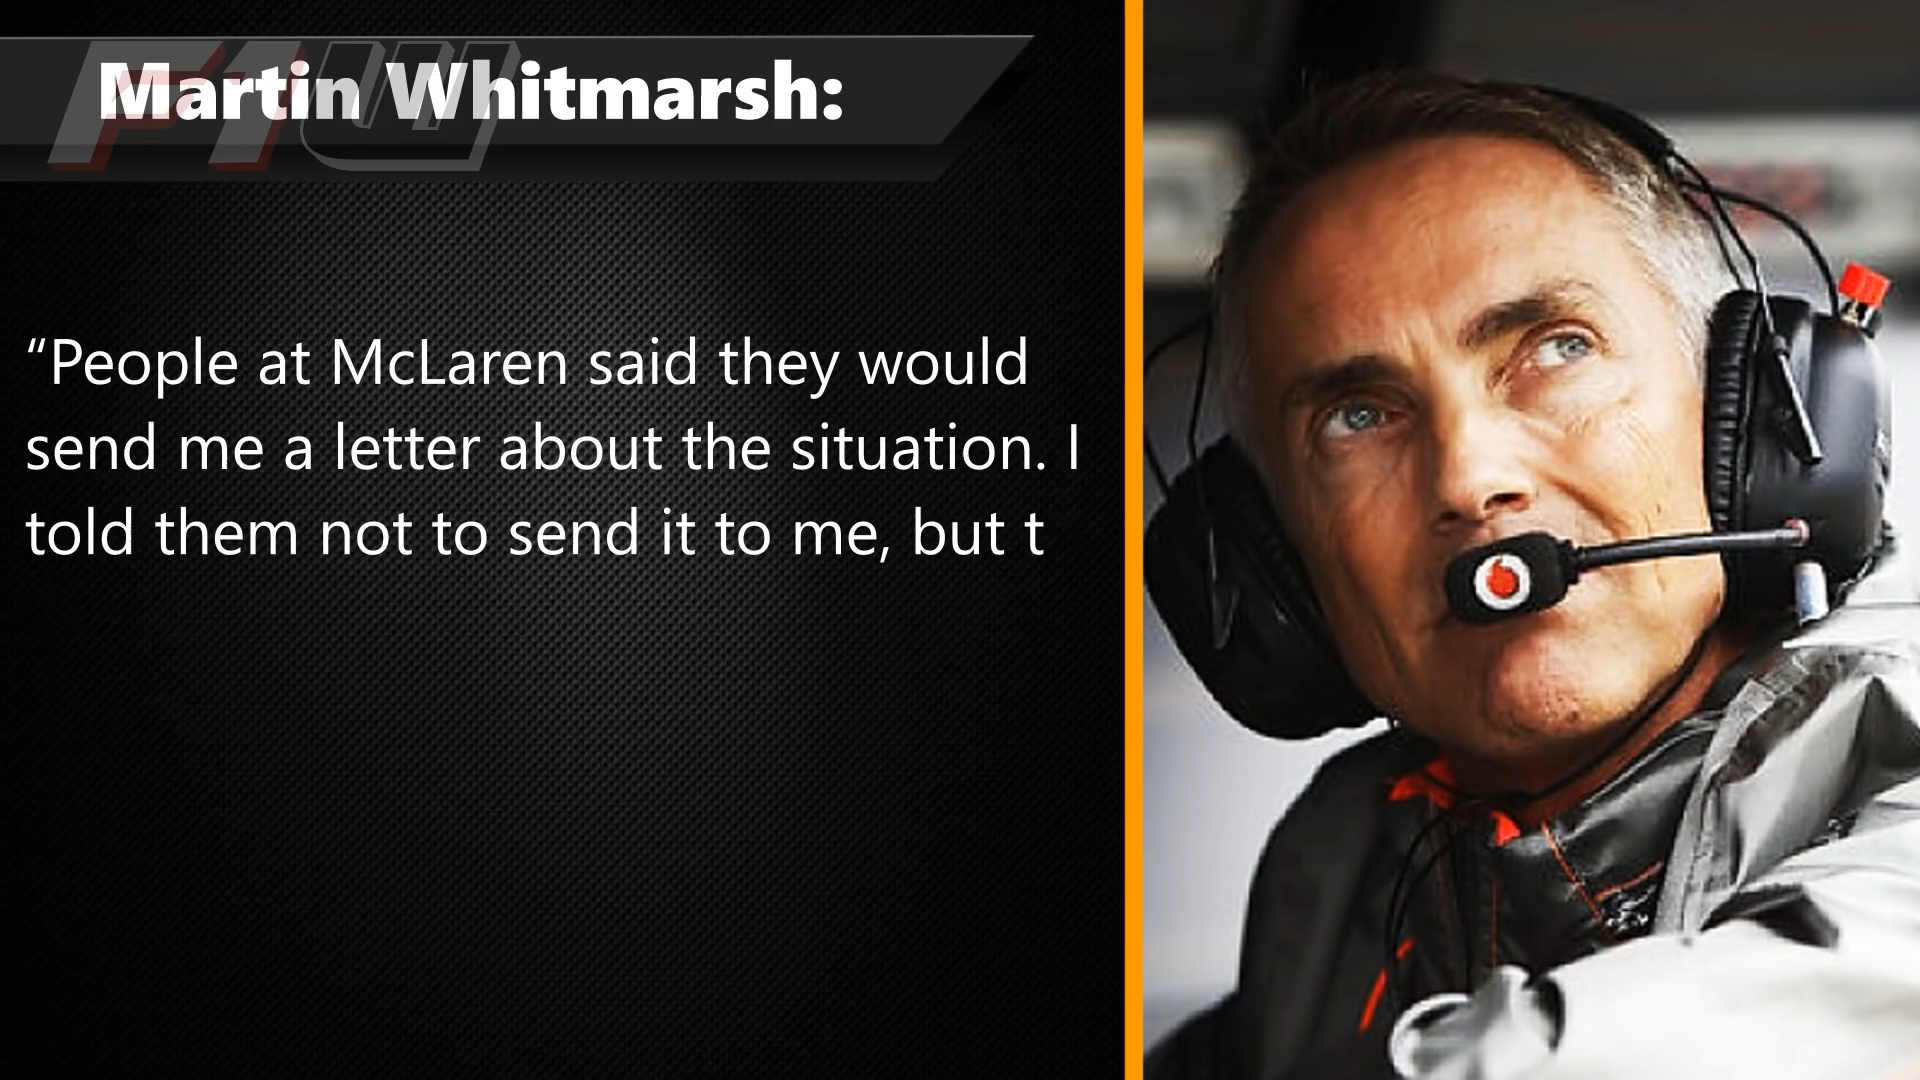 F1W
Martin Whitmarsh:
“People at McLaren said they would
send me a letter about the situation. I
told them not to send it to me, but t